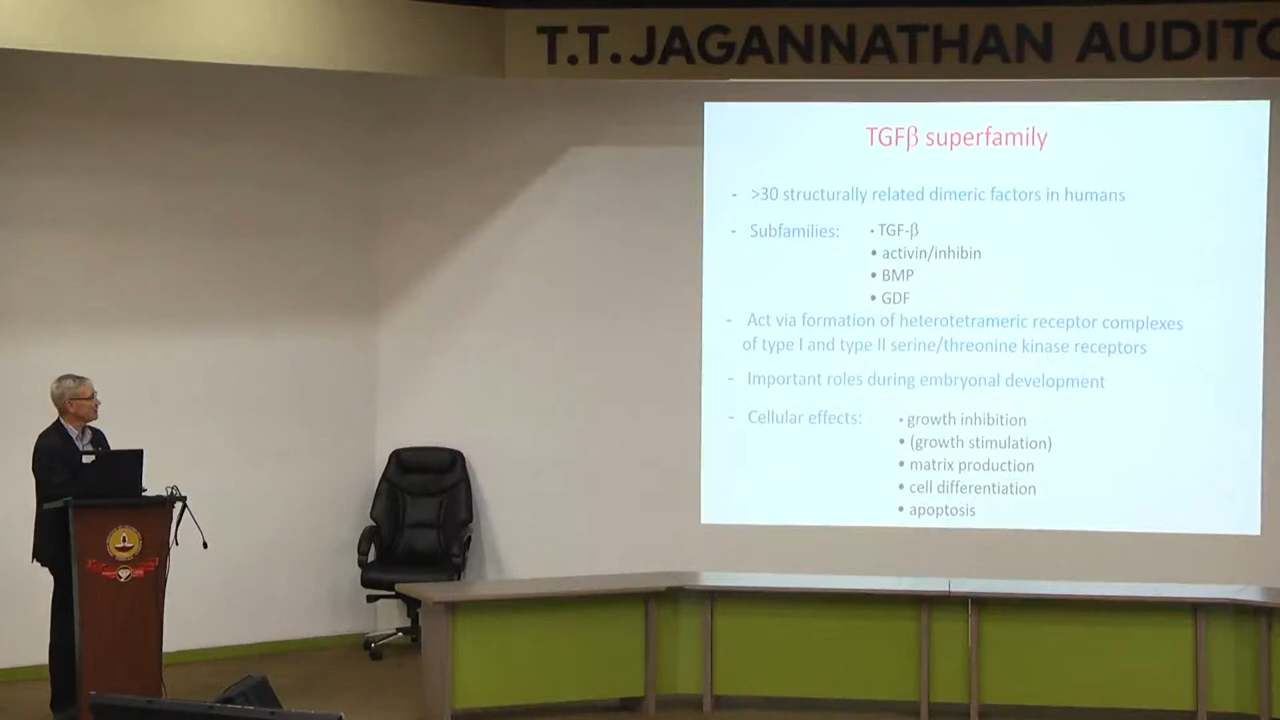 T.T. JAGANNATHAN AUDITO
TGFβ superfamily
- >30 structurally related dimeric factors in humans
- Subfamilies: • TGF-β
• activin/inhibin
• BMP
• GDF
- Act via formation of heterotetrameric receptor complexes
of type I and type II serine/threonine kinase receptors
- Important roles during embryonal development
- Cellular effects: • growth inhibition
• (growth stimulation)
• matrix production
• cell differentiation
• apoptosis